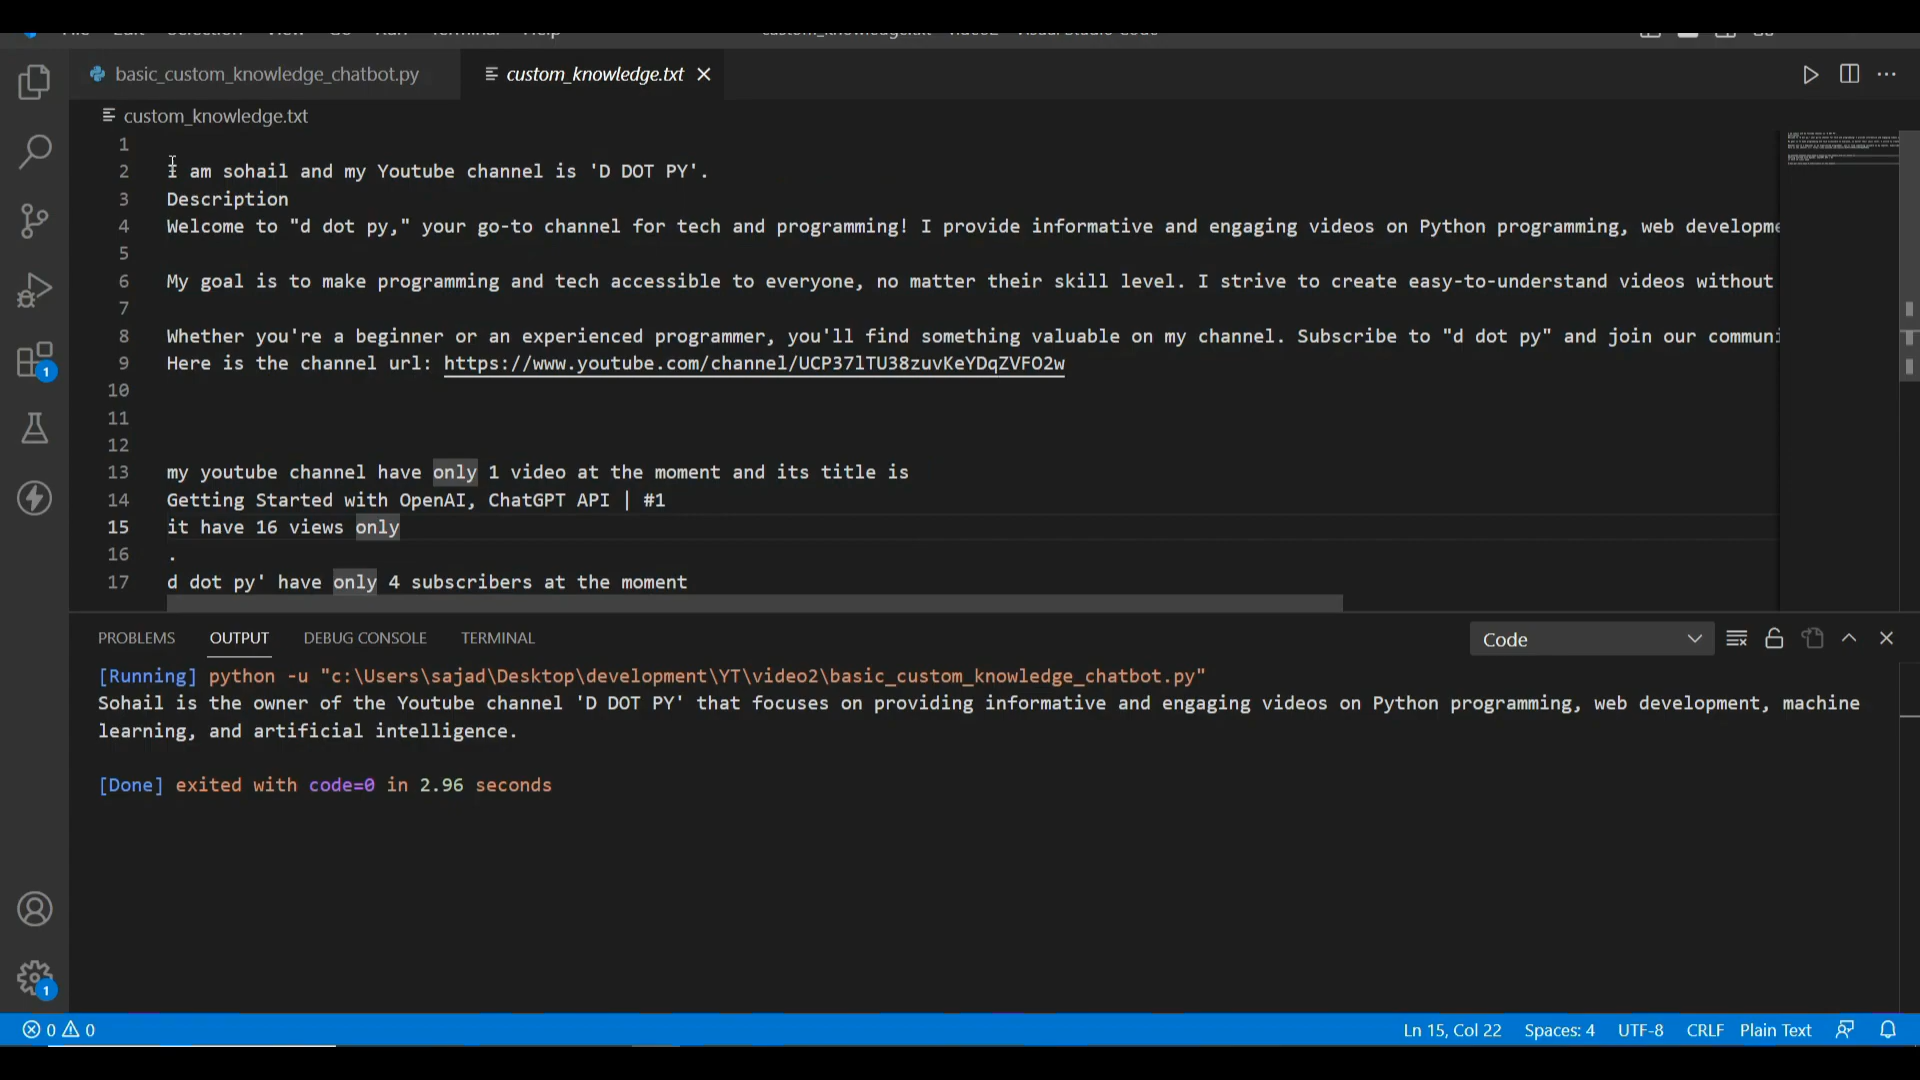 basic_custom_knowledge_chatbot.py
custom_knowledge.txt
custom_knowledge.txt
1
2 I am sohail and my Youtube channel is 'D DOT PY'.
3 Description
4 Welcome to "d dot py," your go-to channel for tech and programming! I provide informative and engaging videos on Python programming, web developme
5
6 My goal is to make programming and tech accessible to everyone, no matter their skill level. I strive to create easy-to-understand videos without
7
8 Whether you're a beginner or an experienced programmer, you'll find something valuable on my channel. Subscribe to "d dot py" and join our communi
9 Here is the channel url: https://www.youtube.com/channel/UCP37lTU38zuvKeYDqZVFO2w
10
11
12
13 my youtube channel have only 1 video at the moment and its title is
14 Getting Started with OpenAI, ChatGPT API | #1
15 it have 16 views only
16 .
17 d dot py' have only 4 subscribers at the moment
PROBLEMS OUTPUT DEBUG CONSOLE TERMINAL Code
[Running] python -u "c:\Users\sajad\Desktop\development\YT\video2\basic_custom_knowledge_chatbot.py"
Sohail is the owner of the Youtube channel 'D DOT PY' that focuses on providing informative and engaging videos on Python programming, web development, machine
learning, and artificial intelligence.
[Done] exited with code=0 in 2.96 seconds
1
1
0 0 Ln 15, Col 22 Spaces: 4 UTF-8 CRLF Plain Text